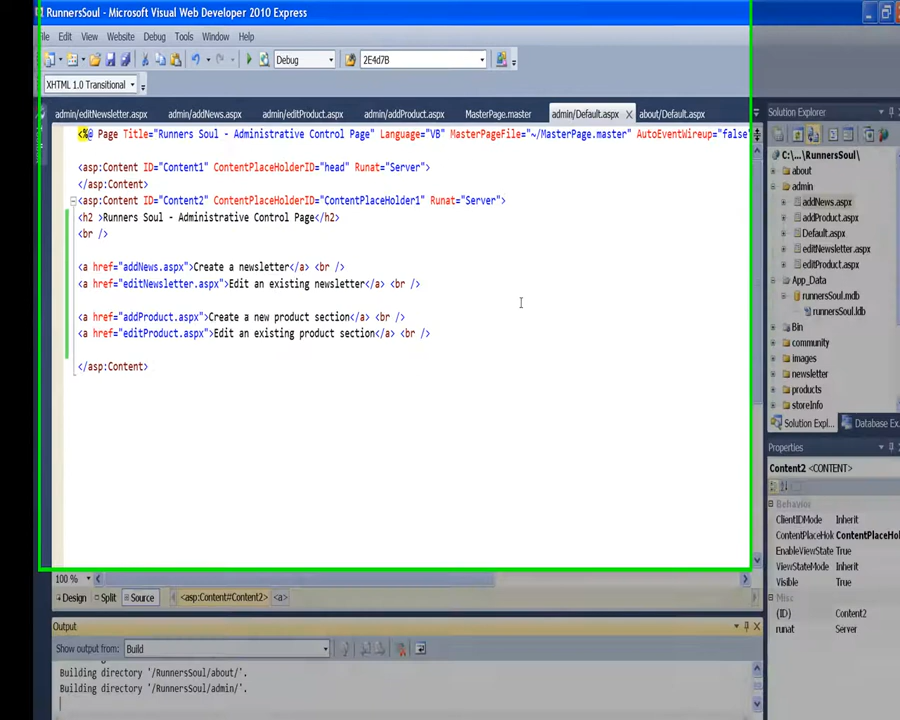 RunnersSoul - Microsoft Visual Web Developer 2010 Express
Edit View Website Debug Tools Window Help
Debug 2E4d7B
XHTML 1.0 Transitional
admin/editNewsletter.aspx admin/addNews.aspx admin/editProduct.aspx admin/addProduct.aspx MasterPage.master admin/Default.aspx about/Default.aspx
<%@ Page Title="Runners Soul - Administrative Control Page" Language="VB" MasterPageFile="~/MasterPage.master" AutoEventWireup="false"
<asp:Content ID="Content1" ContentPlaceHolderID="head" Runat="Server">
</asp:Content>
<asp:Content ID="Content2" ContentPlaceHolderID="ContentPlaceHolder1" Runat="Server">
<h2 >Runners Soul - Administrative Control Page</h2>
<br />
<a href="addNews.aspx">Create a newsletter</a> <br />
<a href="editNewsletter.aspx">Edit an existing newsletter</a> <br />
<a href="addProduct.aspx">Create a new product section</a> <br />
<a href="editProduct.aspx">Edit an existing product section</a> <br />
</asp:Content>
100 %
Design Split Source <asp:Content#Content2> <a>
Output
Show output from: Build
Building directory '/RunnersSoul/about/'.
Building directory '/RunnersSoul/admin/'.
Solution Explorer
C:\...\RunnersSoul\
about
admin
addNews.aspx
addProduct.aspx
Default.aspx
editNewsletter.aspx
editProduct.aspx
App_Data
runnersSoul.mdb
runnersSoul.ldb
Bin
community
images
newsletter
products
storeInfo
Solution Expl... Database Ex
Properties
Content2 <CONTENT>
Behaviors
ClientIDMode Inherit
ContentPlaceHok ContentPlaceHol
EnableViewState True
ViewStateMode Inherit
Visible True
Misc
(ID) Content2
runat Server